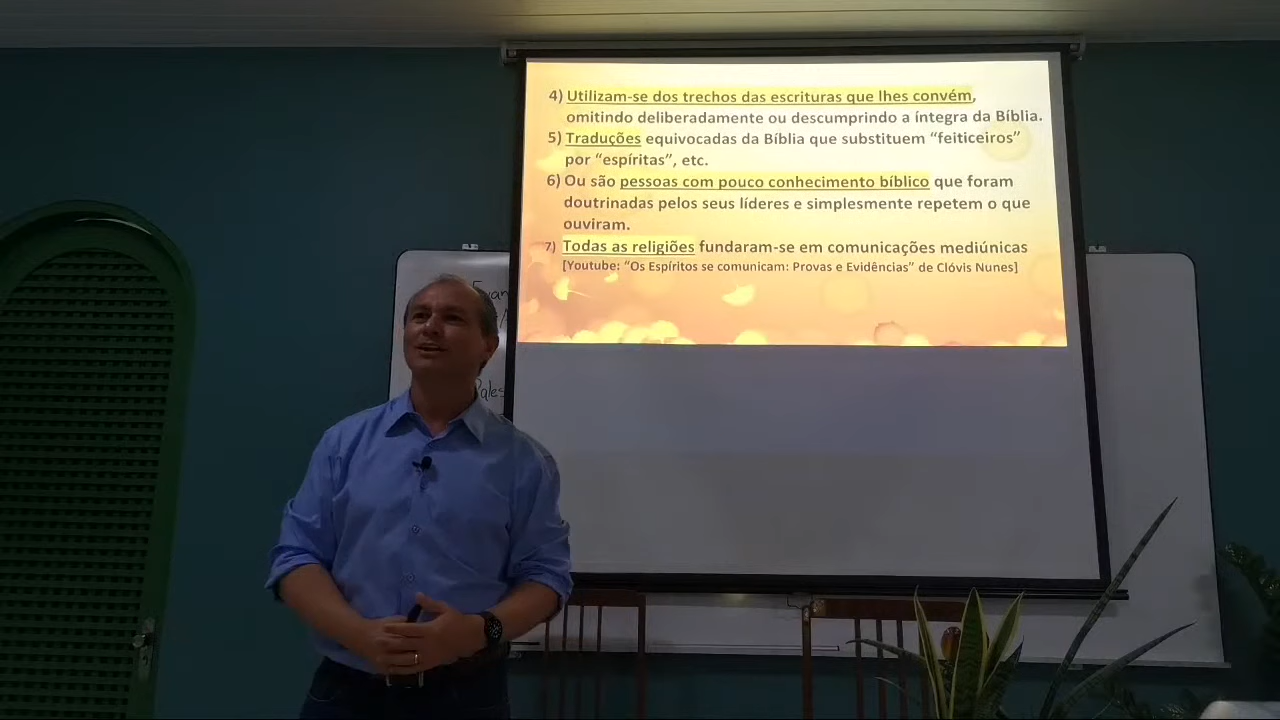 4) Utilizam-se dos trechos das escrituras que lhes convém,
omitindo deliberadamente ou descumprindo a íntegra da Bíblia.
5) Traduções equivocadas da Bíblia que substituem “feiticeiros”
por “espíritas”, etc.
6) Ou são pessoas com pouco conhecimento bíblico que foram
doutrinadas pelos seus líderes e simplesmente repetem o que
ouviram.
7) Todas as religiões fundaram-se em comunicações mediúnicas
[Youtube: “Os Espíritos se comunicam: Provas e Evidências” de Clóvis Nunes]